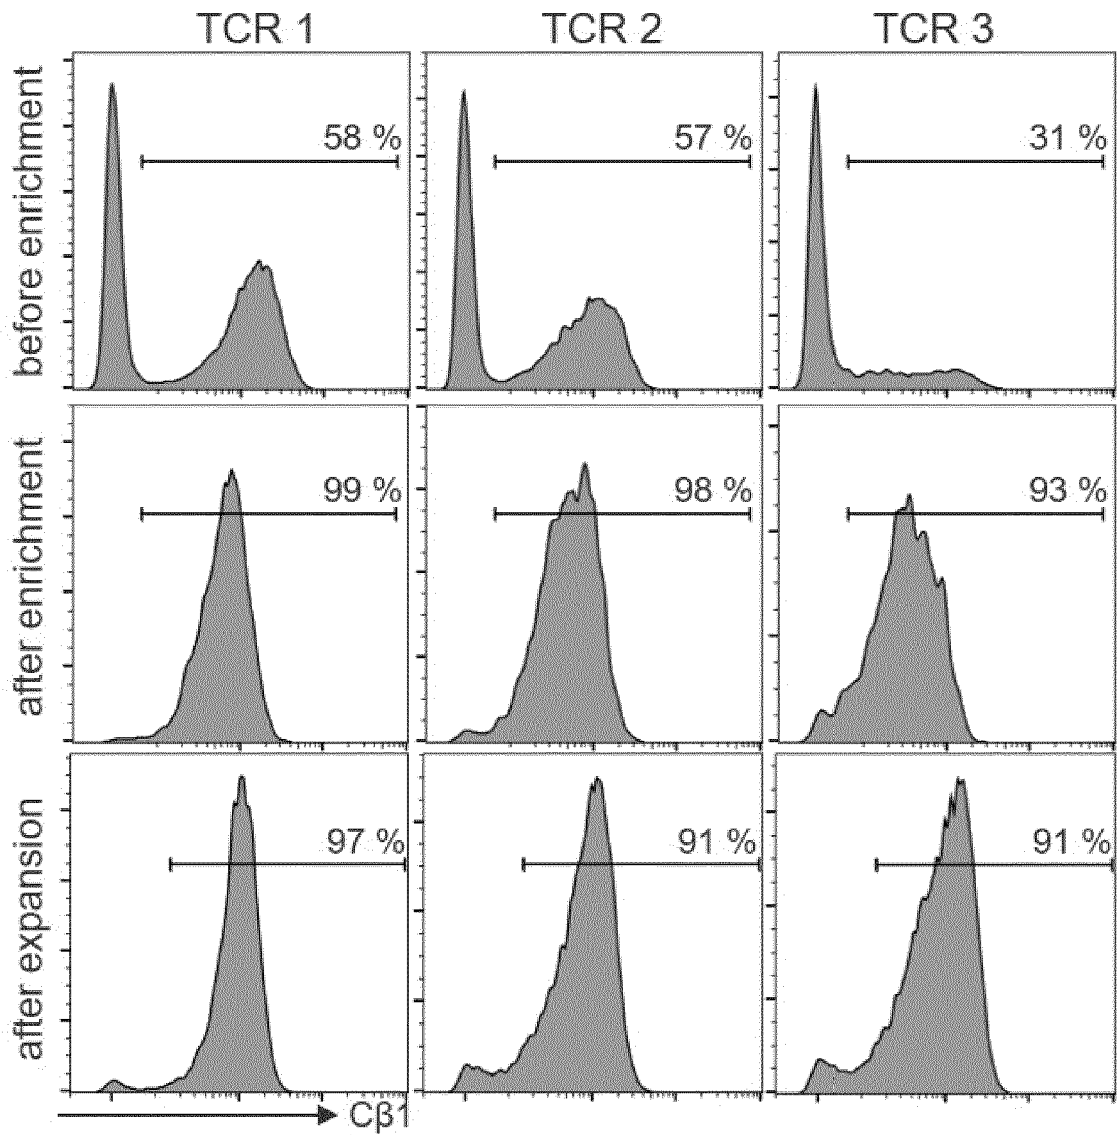 TCR 1 TCR 2 TCR 3
before enrichment
58 % 57 % 31 %
after enrichment
99 % 98 % 93 %
after expansion
97 % 91 % 91 %
Cβ1